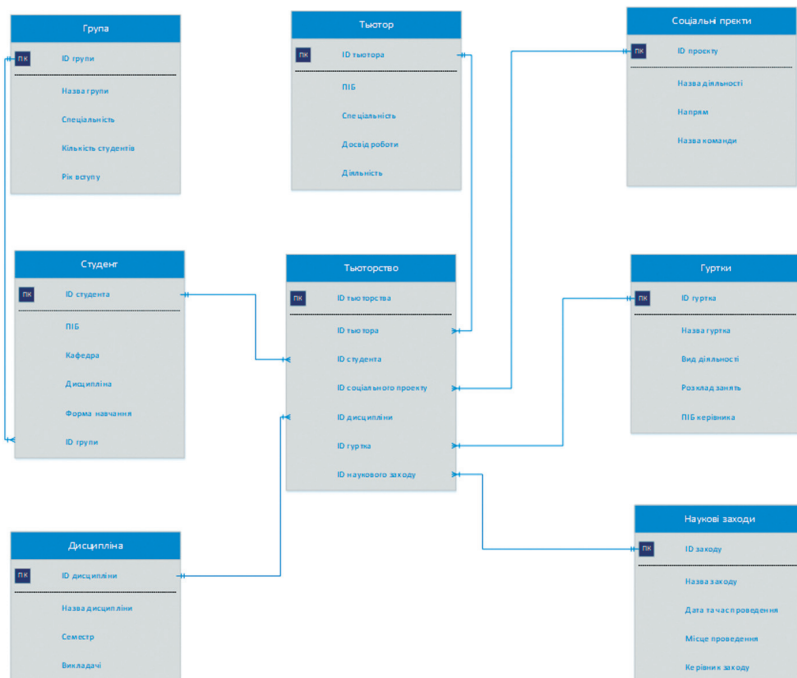 Група
ПК ID групи
Назва групи
Спеціальність
Кількість студентів
Рік вступу
Тьютор
ID тьютора
ПІБ
Спеціальність
Досвід роботи
Діяльність
Соціальні прєкти
ПК ID проекту
Назва діяльності
Напрям
Назва команди
Студент
ПК ID студента
ПІБ
Кафедра
Дисципліна
Форма навчання
ID групи
Тьюторство
ПК ID тьюторства
ID тьютора
ID студента
ID соціального проекту
ID дисципліни
ID гуртка
ID наукового заходу
Гуртки
ПК ID гуртка
Назва гуртка
Вид діяльності
Розклад занять
ПІБ керівника
Дисципліна
ПК ID дисципліни
Назва дисципліни
Семестр
Викладачі
Наукові заходи
ПК ID заходу
Назва заходу
Дата та час проведення
Місце проведення
Керівник заходу